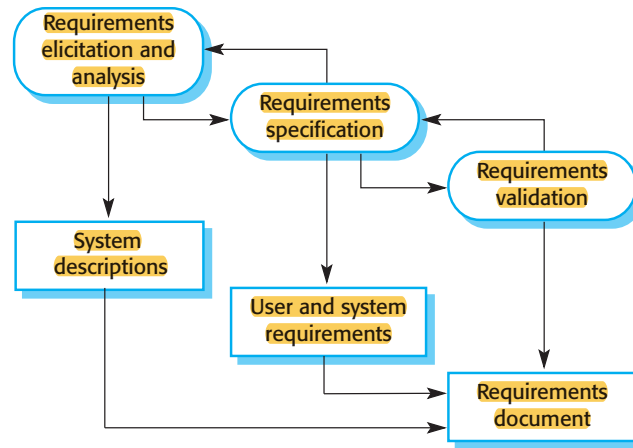 Requirements
elicitation and
analysis
Requirements
specification
Requirements
validation
System
descriptions
User and system
requirements
Requirements
document